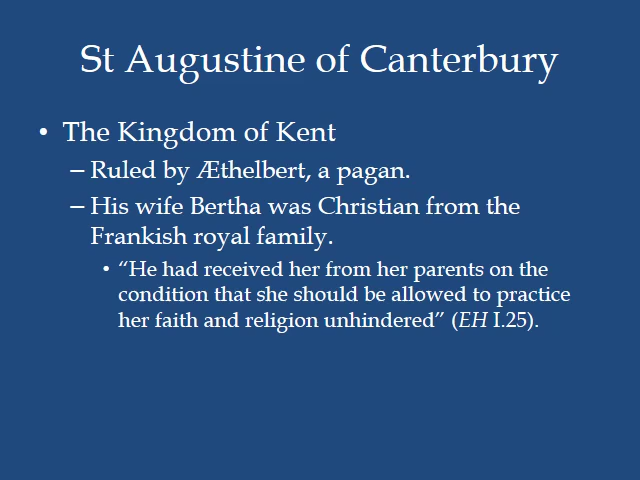 St Augustine of Canterbury
• The Kingdom of Kent
– Ruled by Æthelbert, a pagan.
– His wife Bertha was Christian from the
Frankish royal family.
• “He had received her from her parents on the
condition that she should be allowed to practice
her faith and religion unhindered” (EH I.25).